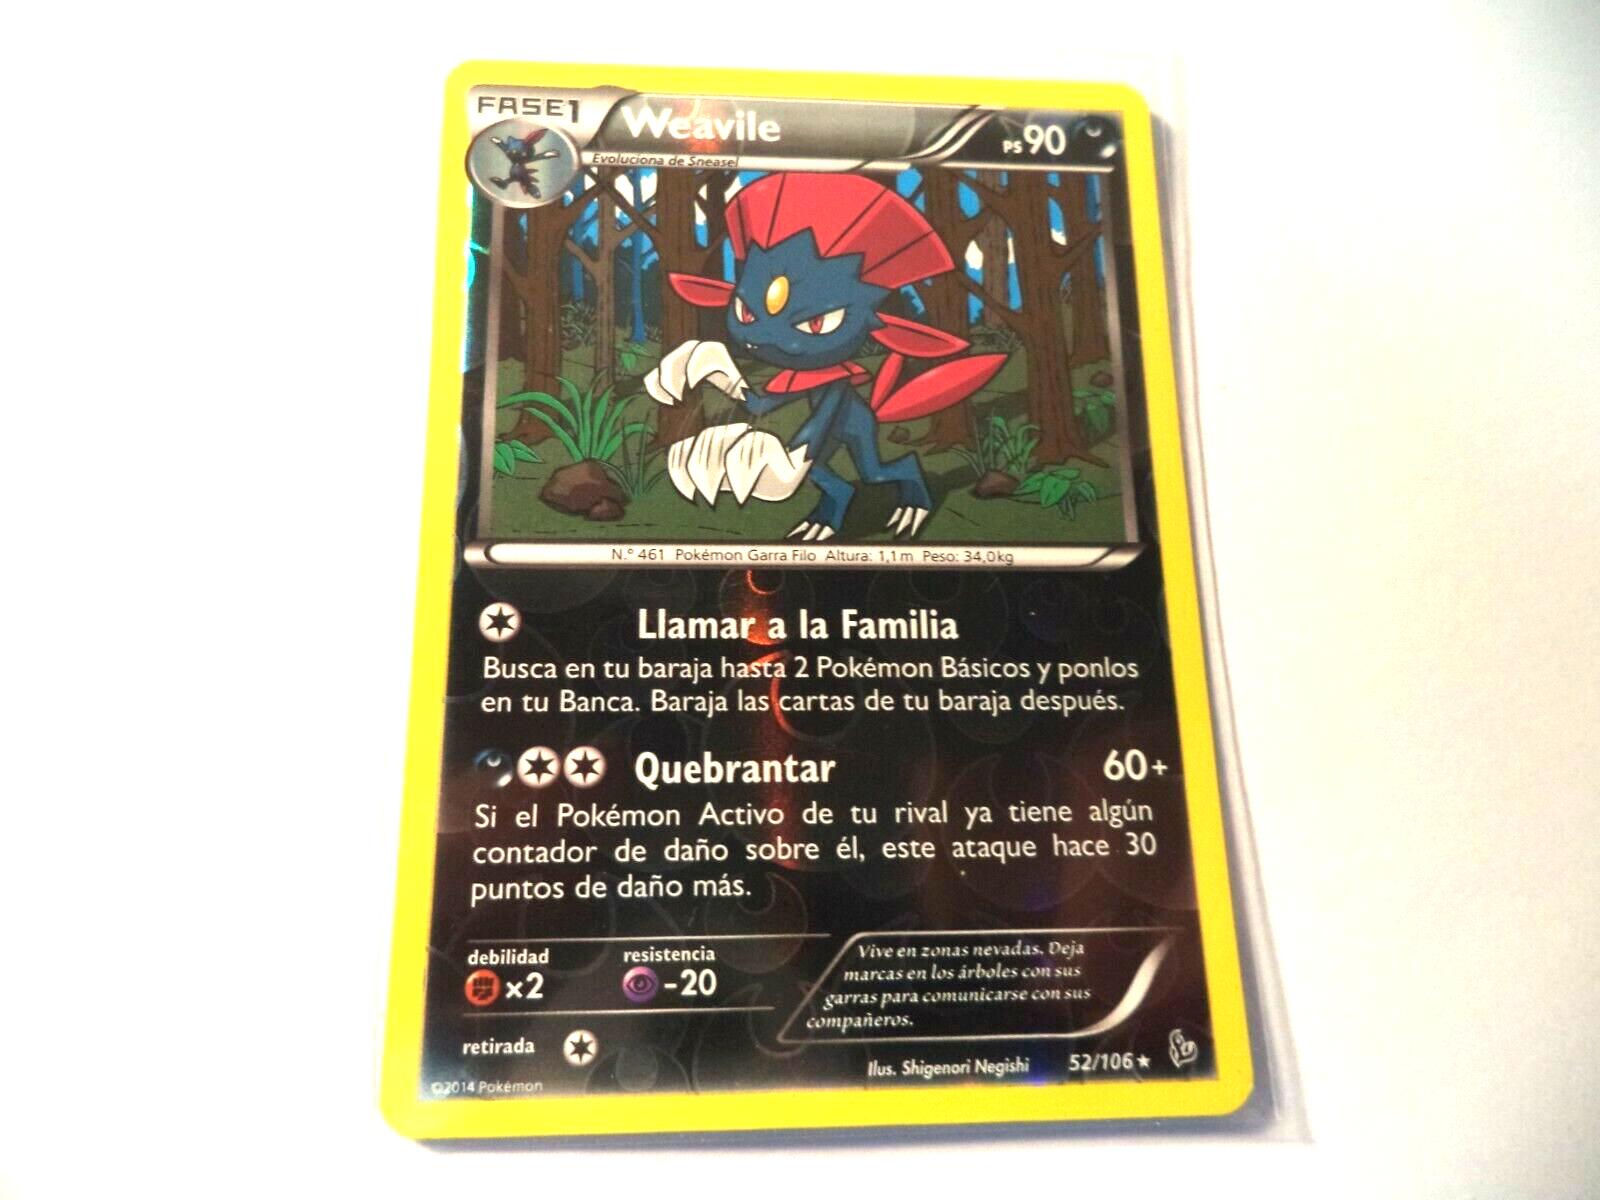 FASE1
Weavile
PS90
Evoluciona de Sneasel
N.º 461 Pokémon Garra Filo Altura: 1,1m Peso: 34,0kg
Llamar a la Familia
Busca en tu baraja hasta 2 Pokémon Básicos y ponlos
en tu Banca. Baraja las cartas de tu baraja después.
Quebrantar 60+
Si el Pokémon Activo de tu rival ya tiene algún
contador de daño sobre él, este ataque hace 30
puntos de daño más.
debilidad
x2
resistencia
-20
Vive en zonas nevadas. Deja
marcas en los árboles con sus
garras para comunicarse con sus
compañeros.
retirada
Ilus. Shigenori Negishi 52/106★
©2014 Pokémon